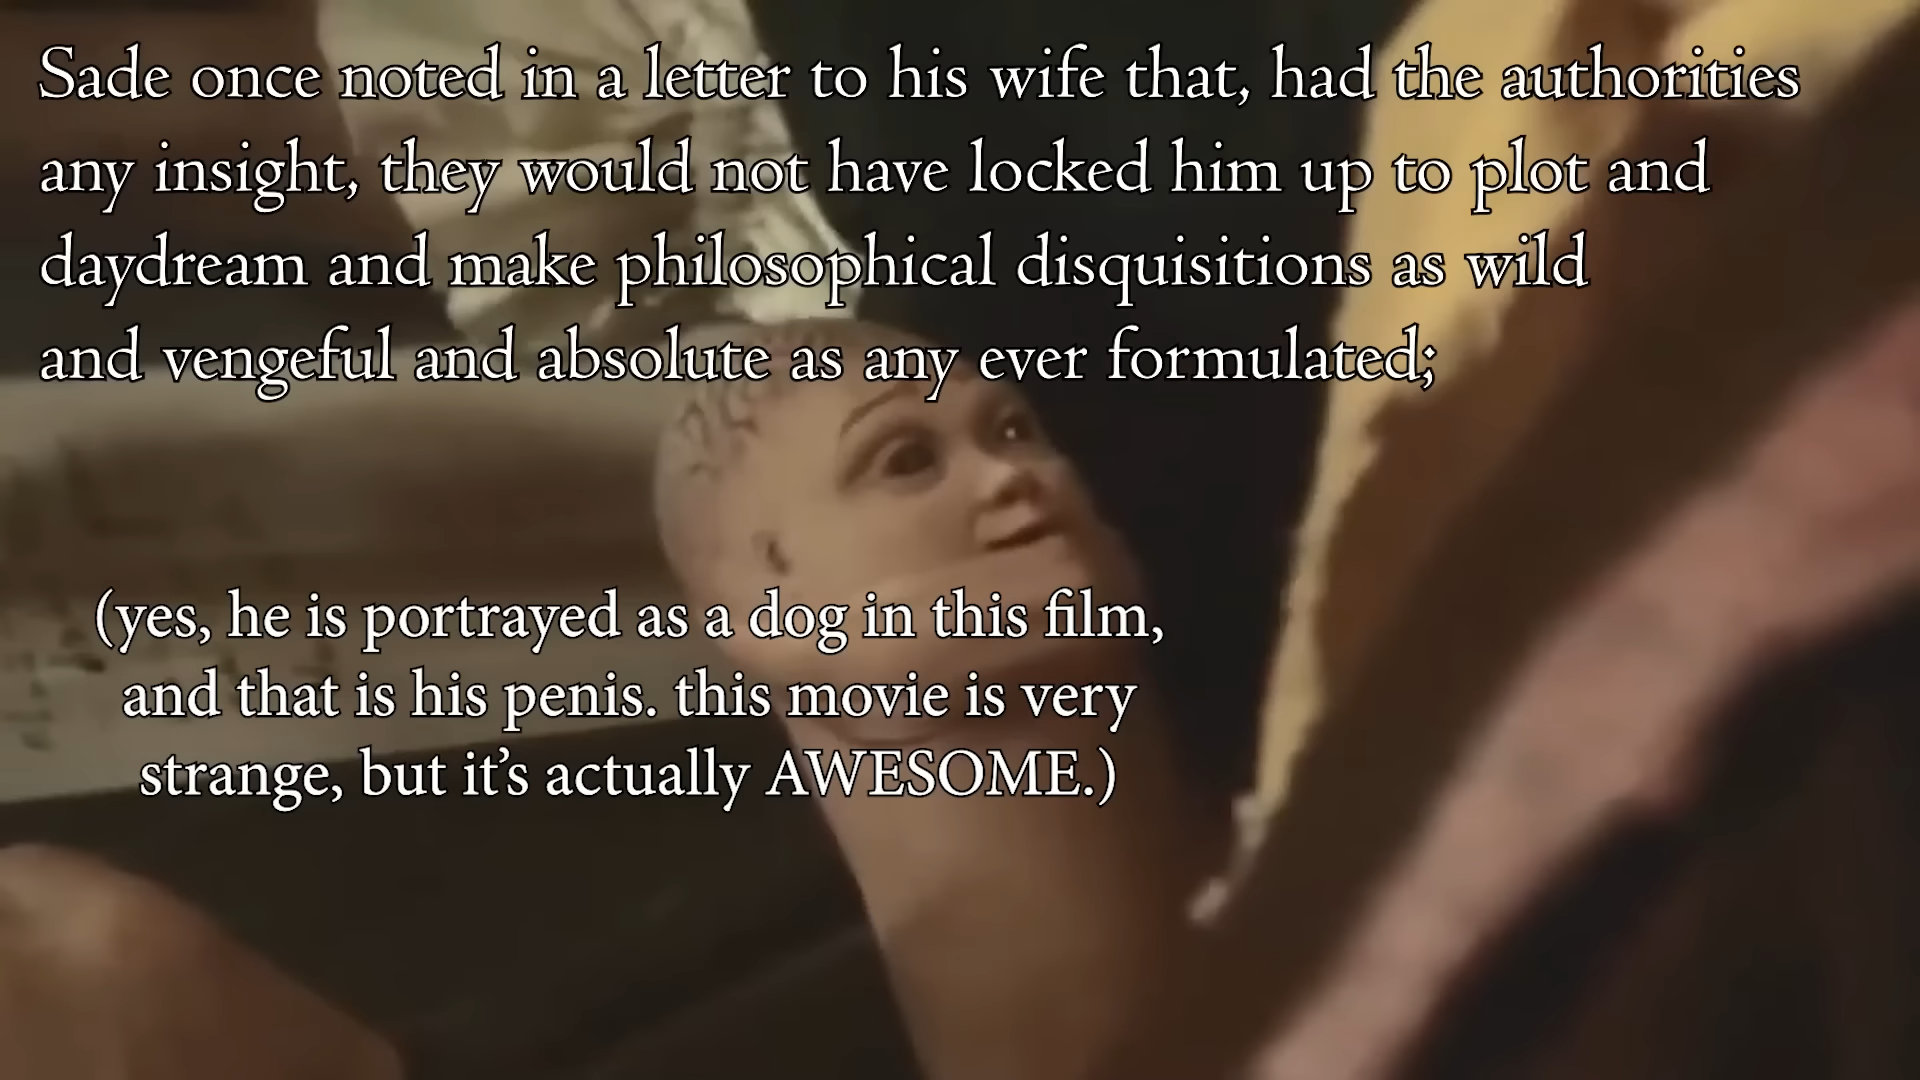 Sade once noted in a letter to his wife that, had the authorities
any insight, they would not have locked him up to plot and
daydream and make philosophical disquisitions as wild
and vengeful and absolute as any ever formulated;
(yes, he is portrayed as a dog in this film,
and that is his penis. this movie is very
strange, but it’s actually AWESOME.)